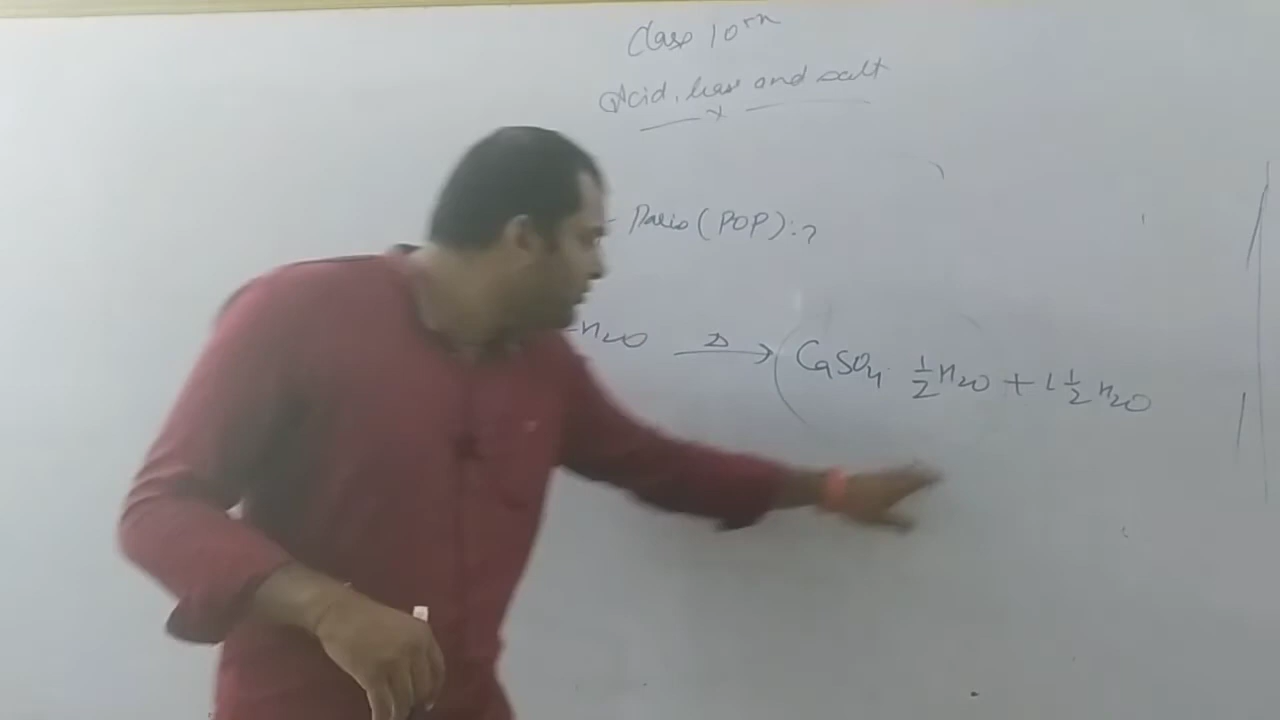 Class 10th
Acid, base and salt
Paris (POP):-
H2O →Δ CaSO4. 1/2 H2O + 1 1/2 H2O